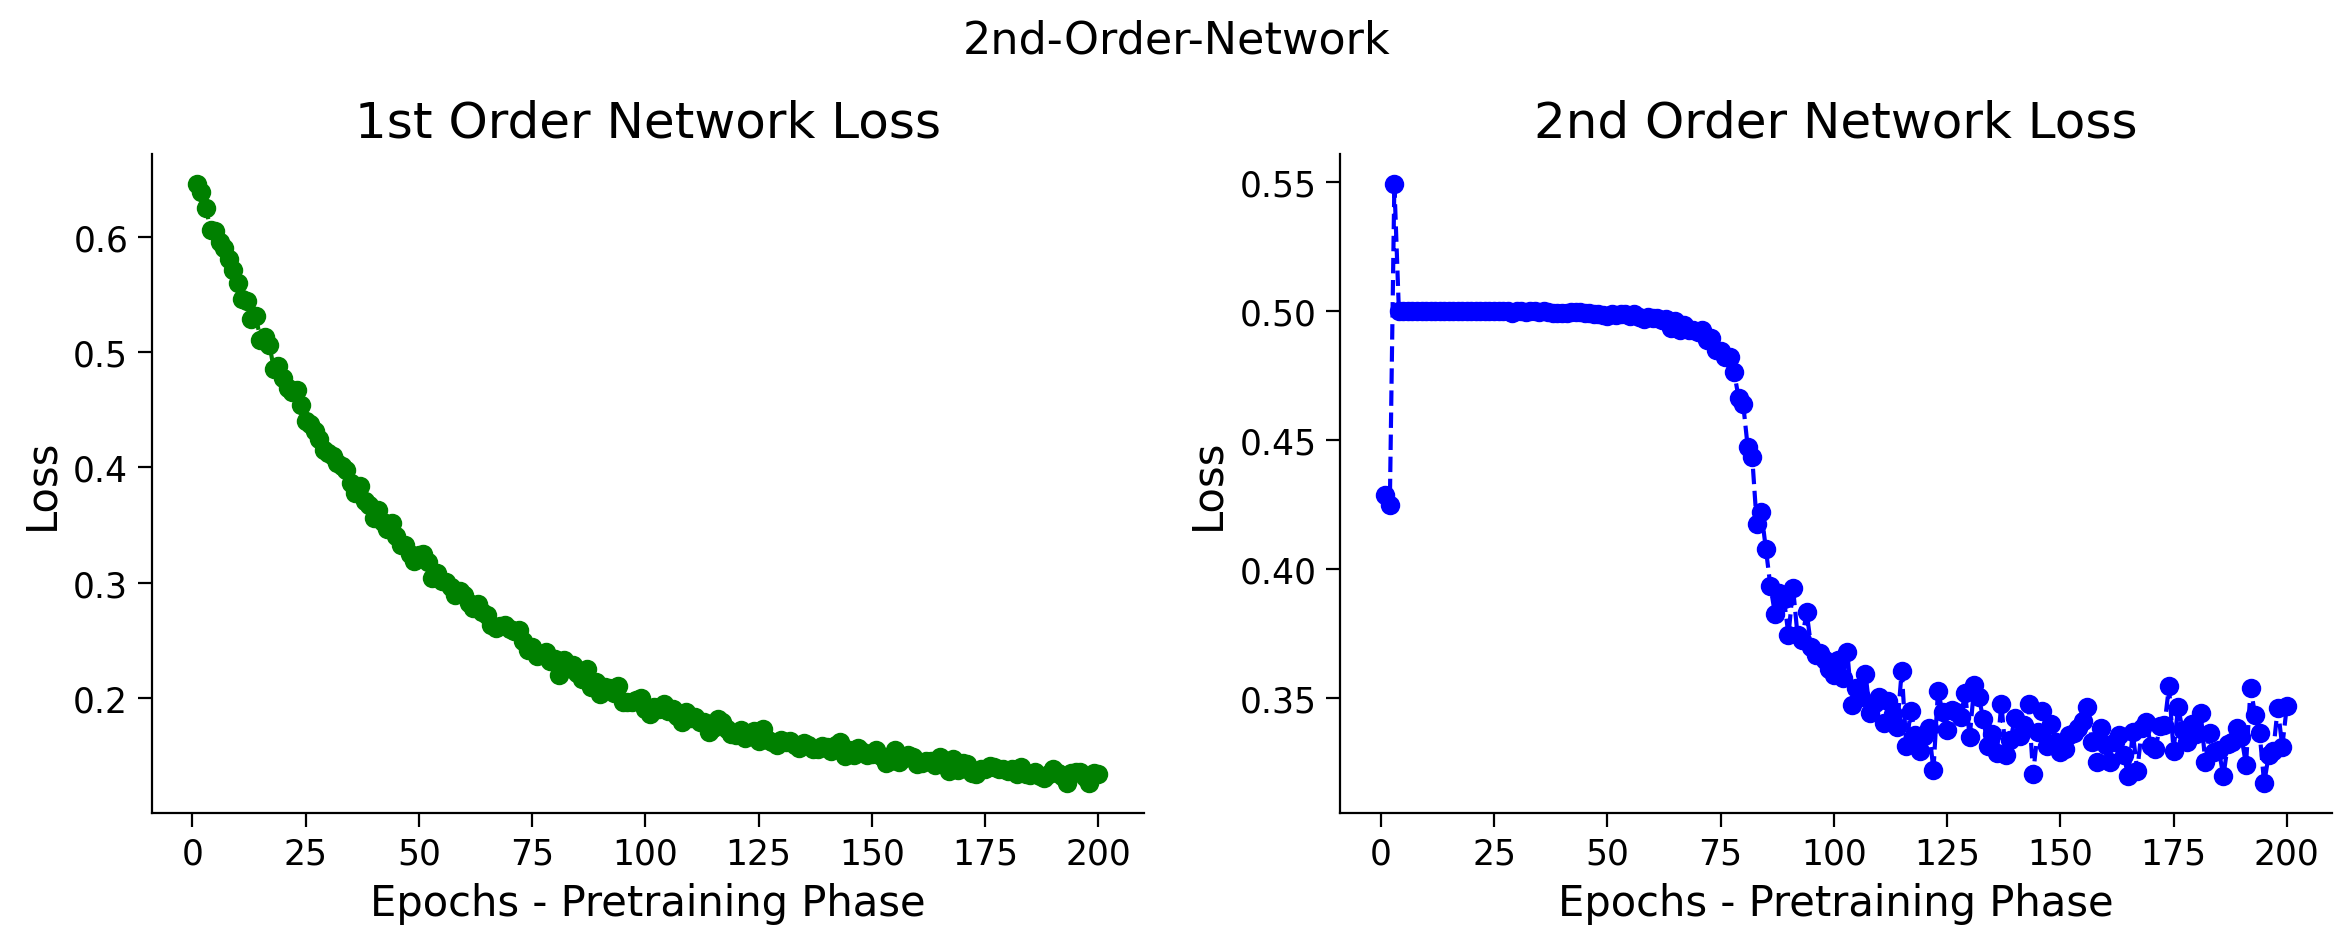 2nd-Order-Network
1st Order Network Loss
Loss
0.6
0.5
0.4
0.3
0.2
0 25 50 75 100 125 150 175 200
Epochs - Pretraining Phase
2nd Order Network Loss
Loss
0.55
0.50
0.45
0.40
0.35
0 25 50 75 100 125 150 175 200
Epochs - Pretraining Phase